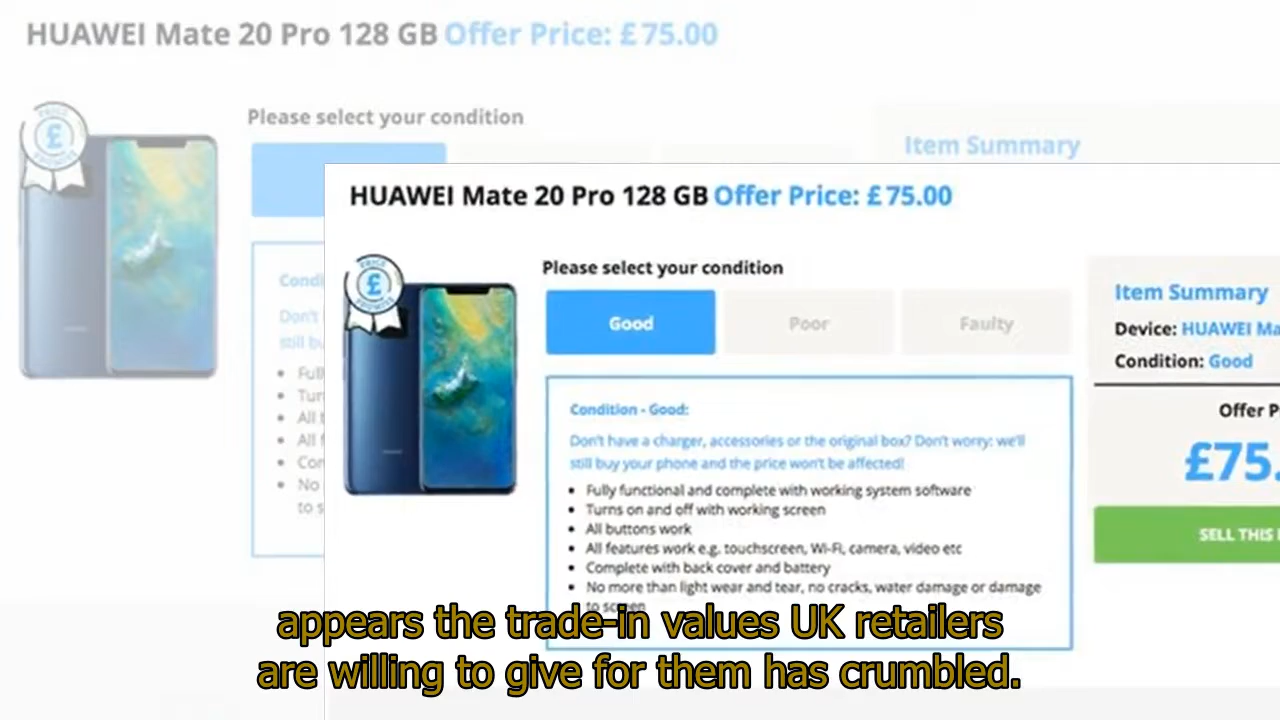 HUAWEI Mate 20 Pro 128 GB Offer Price: £75.00
Please select your condition
Item Summary
HUAWEI Mate 20 Pro 128 GB Offer Price: £75.00
PRICE
£
Please select your condition
Good
Poor
Faulty
Condition - Good:
Don't have a charger, accessories or the original box? Don't worry: we'll
still buy your phone and the price won't be affected!
• Fully functional and complete with working system software
• Turns on and off with working screen
• All buttons work
• All features work e.g. touchscreen, Wi-Fi, camera, video etc
• Complete with back cover and battery
• No more than light wear and tear, no cracks, water damage or damage
to screen
Item Summary
Device: HUAWEI Ma
Condition: Good
Offer P
£75.
SELL THIS
appears the trade-in values UK retailers
are willing to give for them has crumbled.